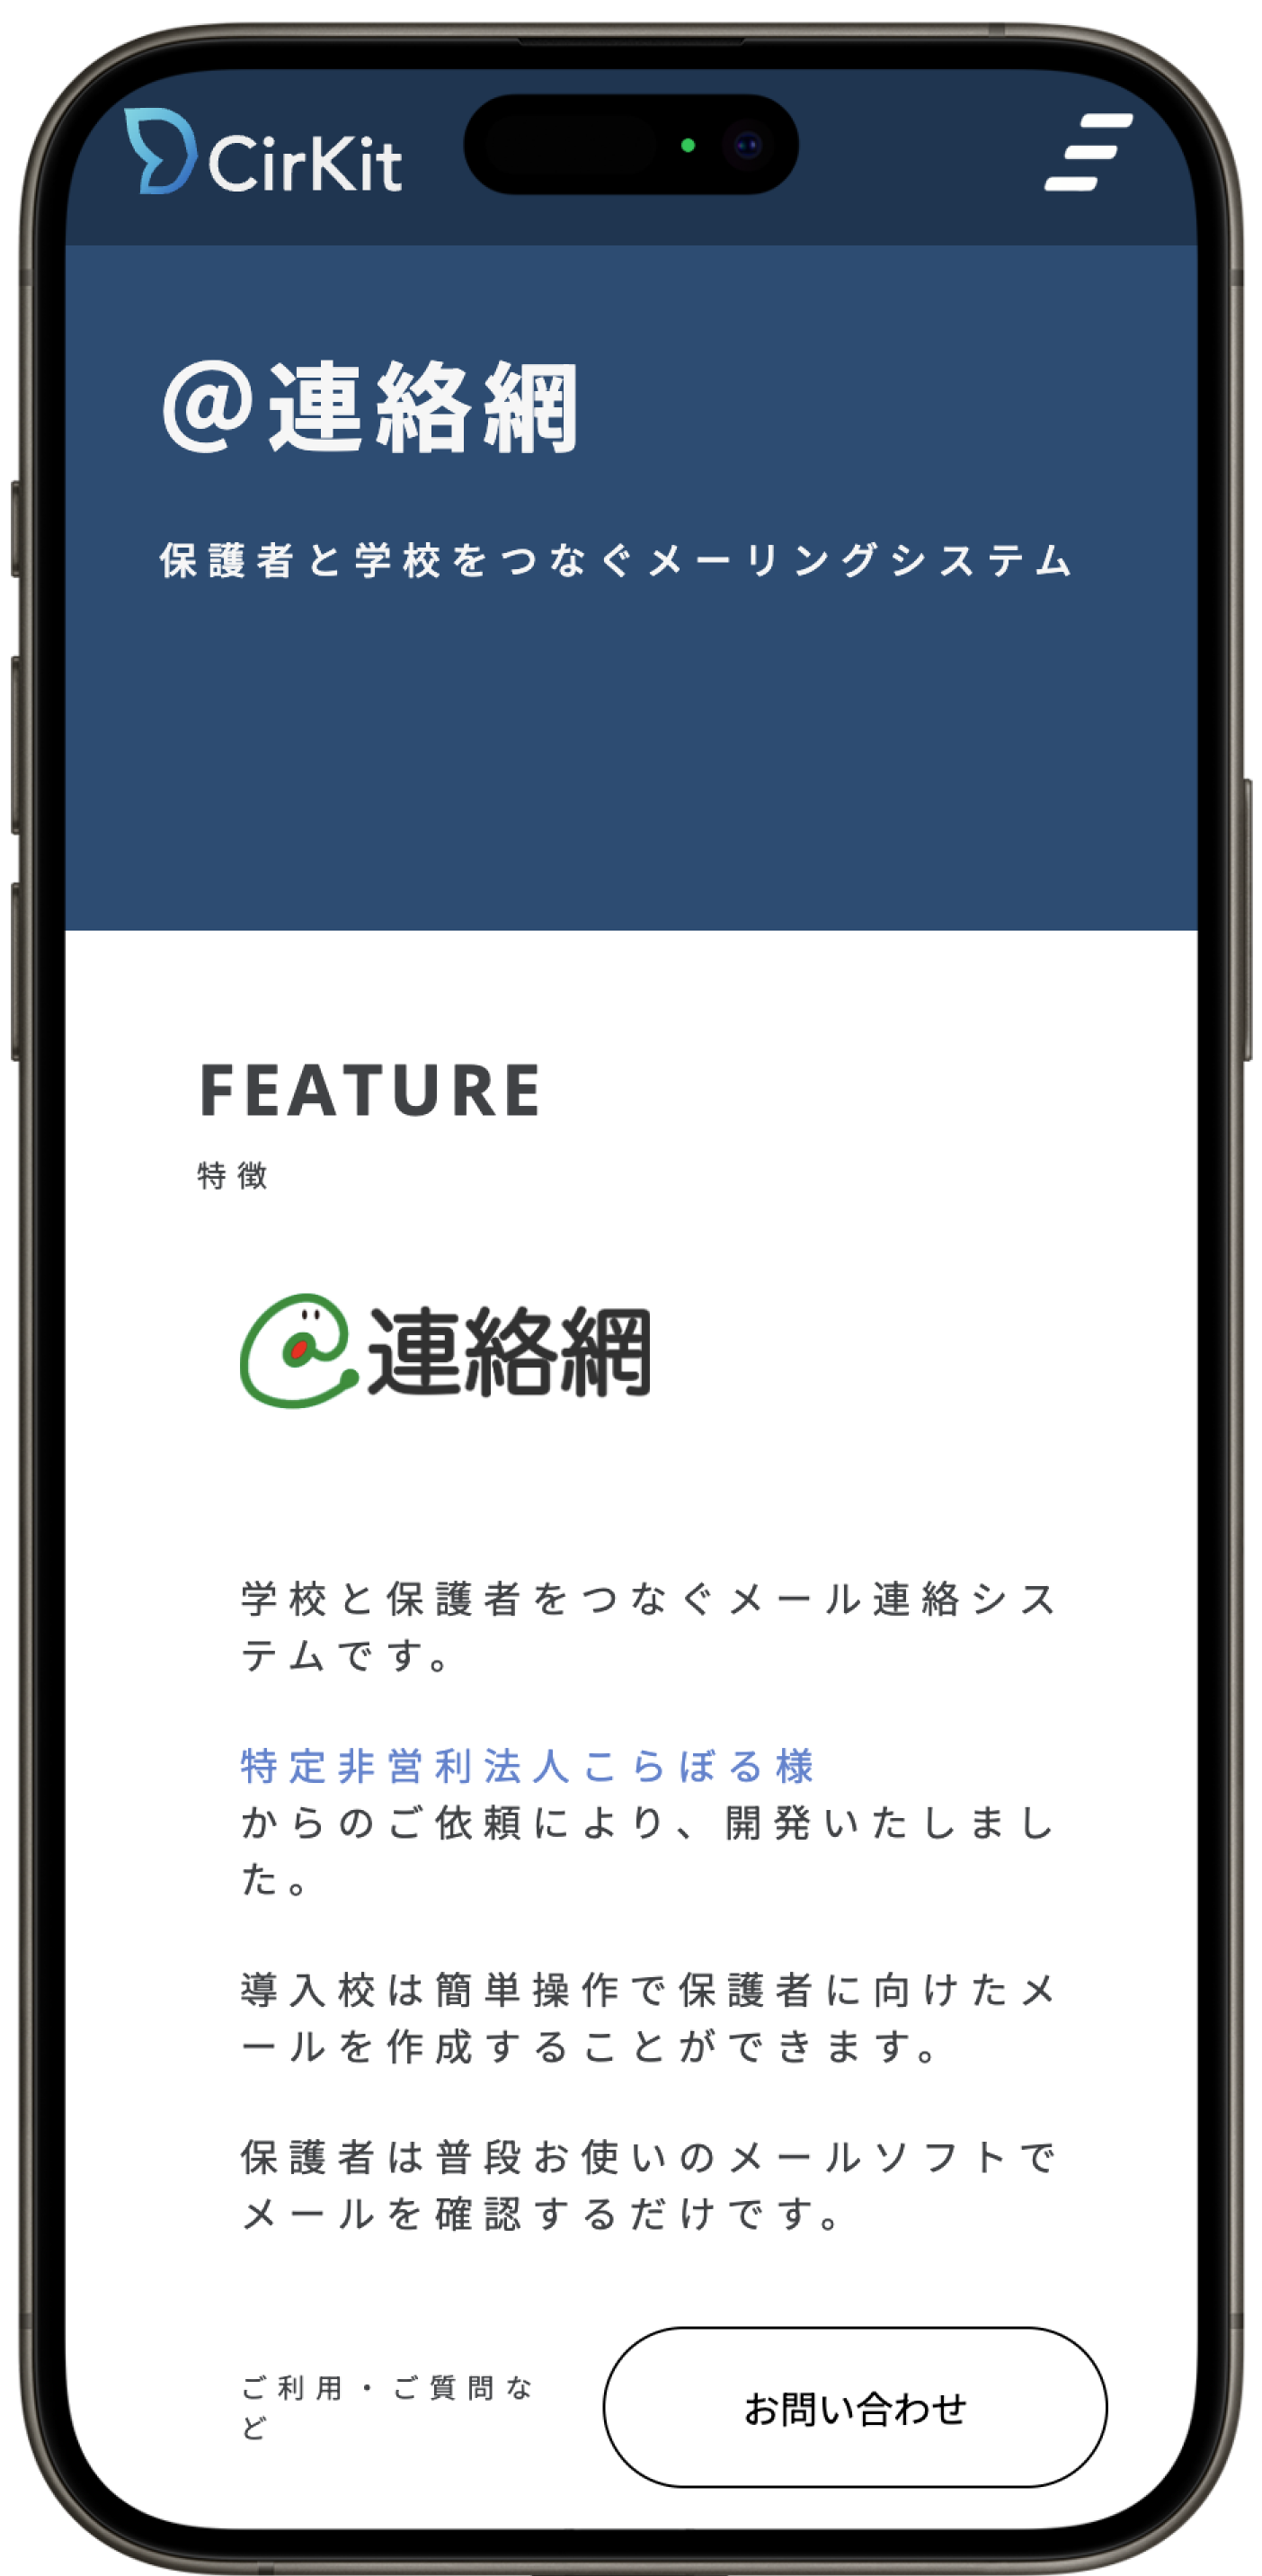 CirKit
@連絡網
保護者と学校をつなぐメーリングシステム
FEATURE
特徴
@連絡網
学校と保護者をつなぐメール連絡シス
テムです。
特定非営利法人こらぼる様
からのご依頼により、開発いたしまし
た。
導入校は簡単操作で保護者に向けたメ
ールを作成することができます。
保護者は普段お使いのメールソフトで
メールを確認するだけです。
ご利用・ご質問な
ど
お問い合わせ